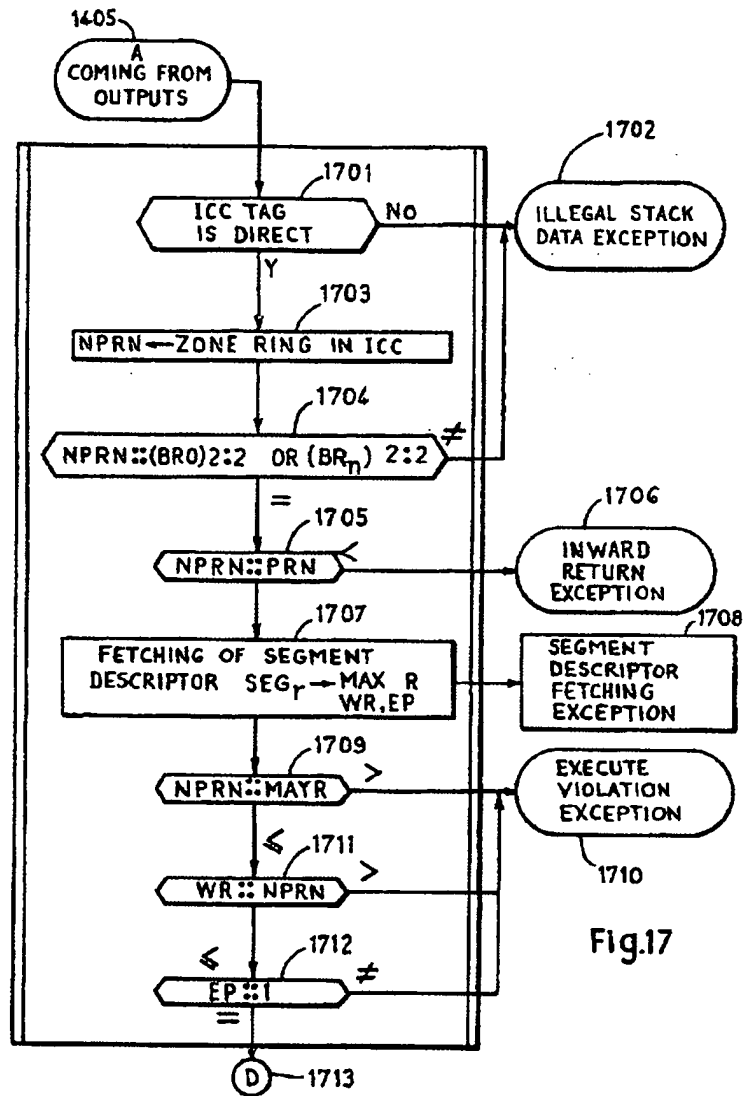 1405
A
COMING FROM
OUTPUTS
1702
1701
ICC TAG
IS DIRECT
No
ILLEGAL STACK
DATA EXCEPTION
Y
1703
NPRN ← ZONE RING IN ICC
1704
NPRN::(BRO)2:2 OR (BRn) 2:2
≠
=
1705
1706
NPRN::PRN
<
INWARD
RETURN
EXCEPTION
1707
1708
FETCHING OF SEGMENT
DESCRIPTOR SEGr → MAX R
WR,EP
SEGMENT
DESCRIPTOR
FETCHING
EXCEPTION
1709
NPRN::MAYR
>
EXECUTE
VIOLATION
EXCEPTION
≤
1711
1710
WR::NPRN
>
Fig.17
≤
1712
EP::1
≠
=
D
1713